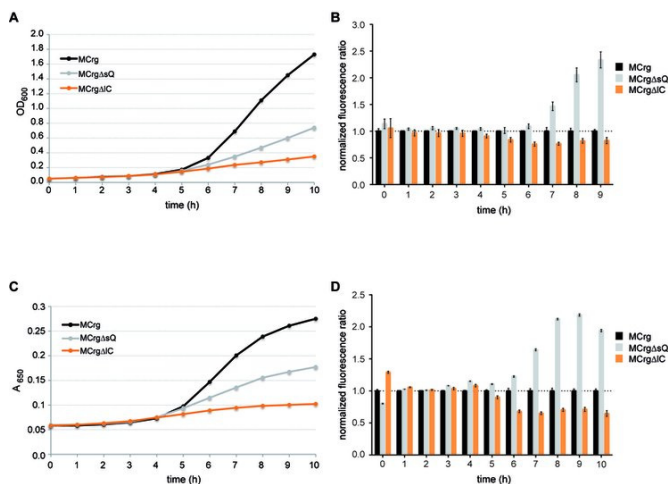 A
2.0
1.8
1.6
1.4
1.2
1.0
0.8
0.6
0.4
0.2
0.0
OD600
MCrg
MCrgΔsQ
MCrgΔIC
0 1 2 3 4 5 6 7 8 9 10
time (h)
B
2.5
2.0
1.5
1.0
0.5
0.0
normalized fluorescence ratio
MCrg
MCrgΔsQ
MCrgΔIC
0 1 2 3 4 5 6 7 8 9
time (h)
C
0.3
0.25
0.2
0.15
0.1
0.05
0
A 650
MCrg
MCrgΔsQ
MCrgΔIC
0 1 2 3 4 5 6 7 8 9 10
time (h)
D
2.5
2.0
1.5
1.0
0.5
0.0
normalized fluorescence ratio
MCrg
MCrgΔsQ
MCrgΔIC
0 1 2 3 4 5 6 7 8 9 10
time (h)